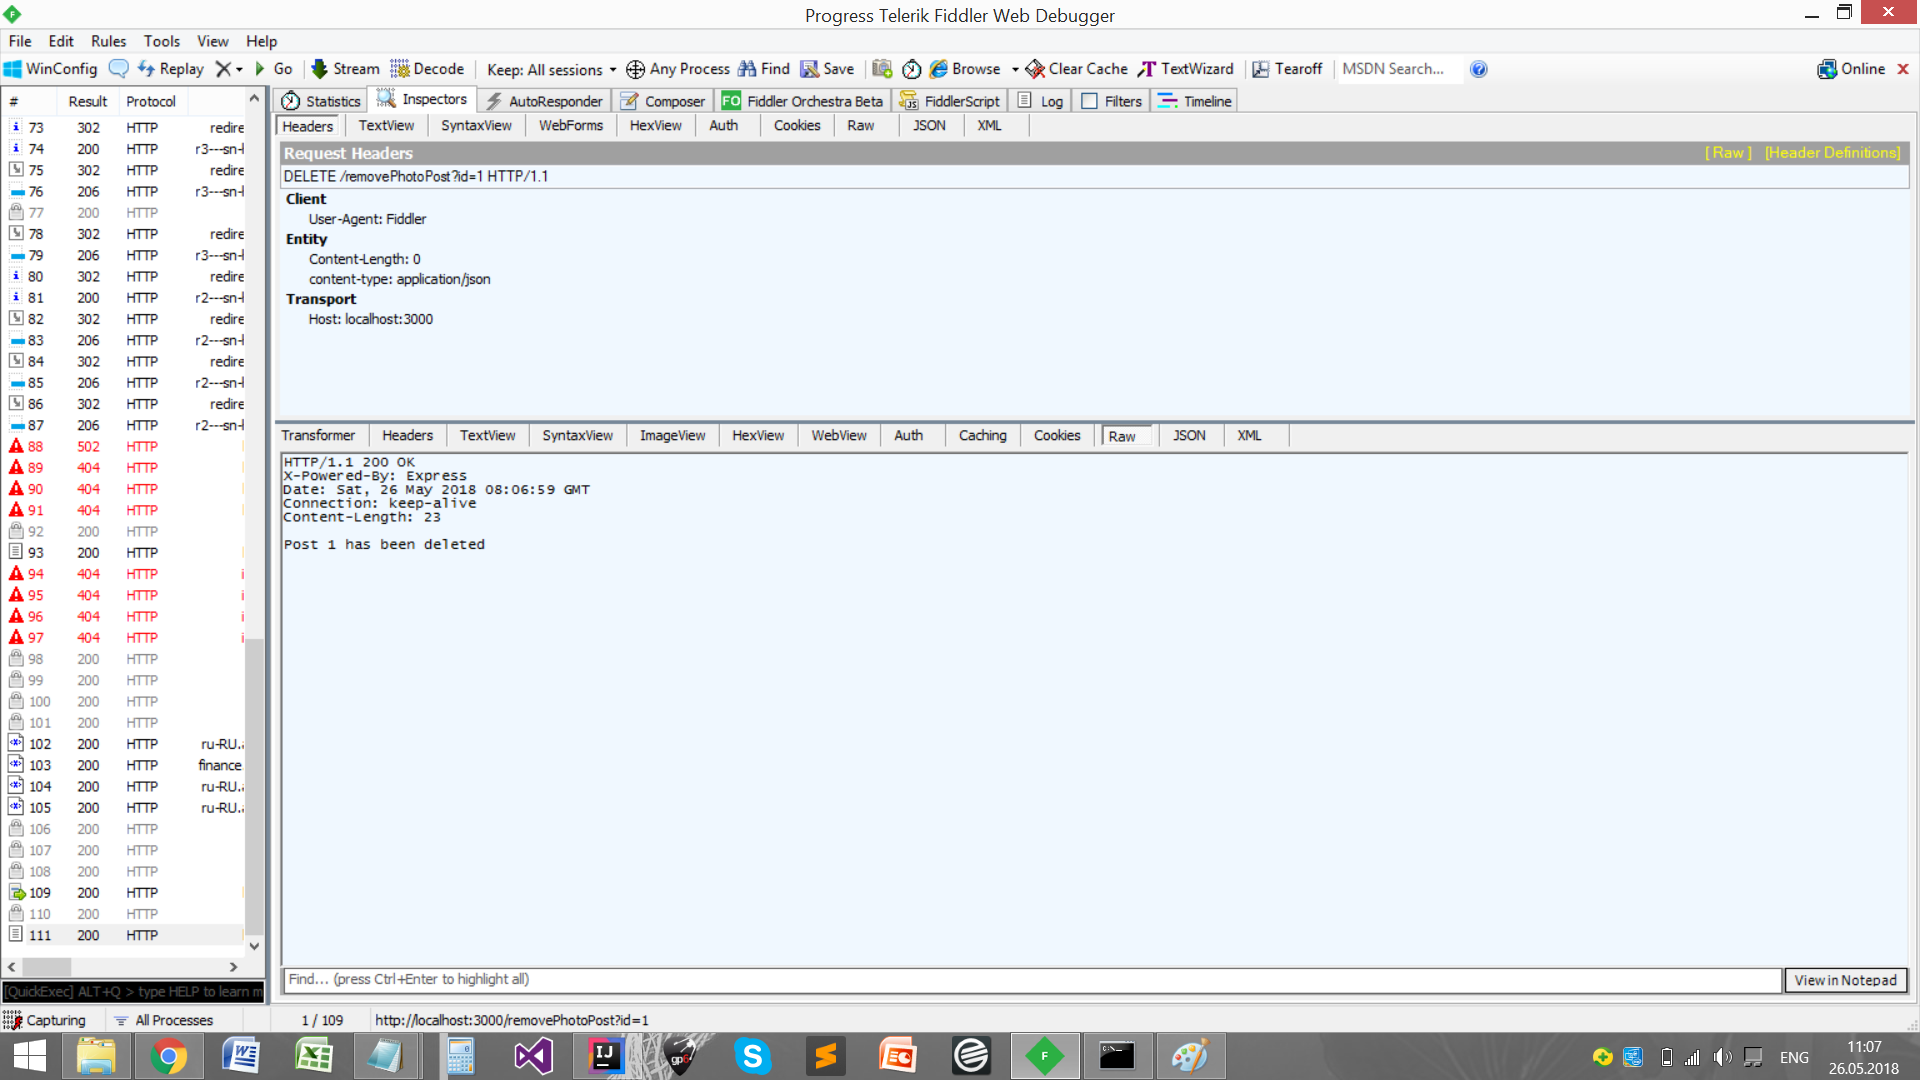 Progress Telerik Fiddler Web Debugger
File Edit Rules Tools View Help
WinConfig Replay Go Stream Decode Keep: All sessions Any Process Find Save Browse Clear Cache TextWizard Tearoff MSDN Search... Online
# Result Protocol
Statistics Inspectors AutoResponder Composer FO Fiddler Orchestra Beta FiddlerScript Log Filters Timeline
Headers TextView SyntaxView WebForms HexView Auth Cookies Raw JSON XML
Request Headers [ Raw ] [Header Definitions]
DELETE /removePhotoPost?id=1 HTTP/1.1
Client
User-Agent: Fiddler
Entity
Content-Length: 0
content-type: application/json
Transport
Host: localhost:3000
Transformer Headers TextView SyntaxView ImageView HexView WebView Auth Caching Cookies Raw JSON XML
HTTP/1.1 200 OK
X-Powered-By: Express
Date: Sat, 26 May 2018 08:06:59 GMT
Connection: keep-alive
Content-Length: 23
Post 1 has been deleted
73 302 HTTP redire
74 200 HTTP r3---sn-
75 302 HTTP redire
76 206 HTTP r3---sn-
77 200 HTTP
78 302 HTTP redire
79 206 HTTP r3---sn-
80 302 HTTP redire
81 200 HTTP r2---sn-
82 302 HTTP redire
83 206 HTTP r2---sn-
84 302 HTTP redire
85 206 HTTP r2---sn-
86 302 HTTP redire
87 206 HTTP r2---sn-
88 502 HTTP
89 404 HTTP
90 404 HTTP
91 404 HTTP
92 200 HTTP
93 200 HTTP
94 404 HTTP i
95 404 HTTP i
96 404 HTTP i
97 404 HTTP i
98 200 HTTP
99 200 HTTP
100 200 HTTP
101 200 HTTP
102 200 HTTP ru-RU.
103 200 HTTP finance
104 200 HTTP ru-RU.
105 200 HTTP ru-RU.
106 200 HTTP
107 200 HTTP
108 200 HTTP
109 200 HTTP
110 200 HTTP
111 200 HTTP
Find... (press Ctrl+Enter to highlight all) View in Notepad
[QuickExec] ALT+Q > type HELP to learn m
Capturing All Processes 1 / 109 http://localhost:3000/removePhotoPost?id=1
ENG 11:07
26.05.2018